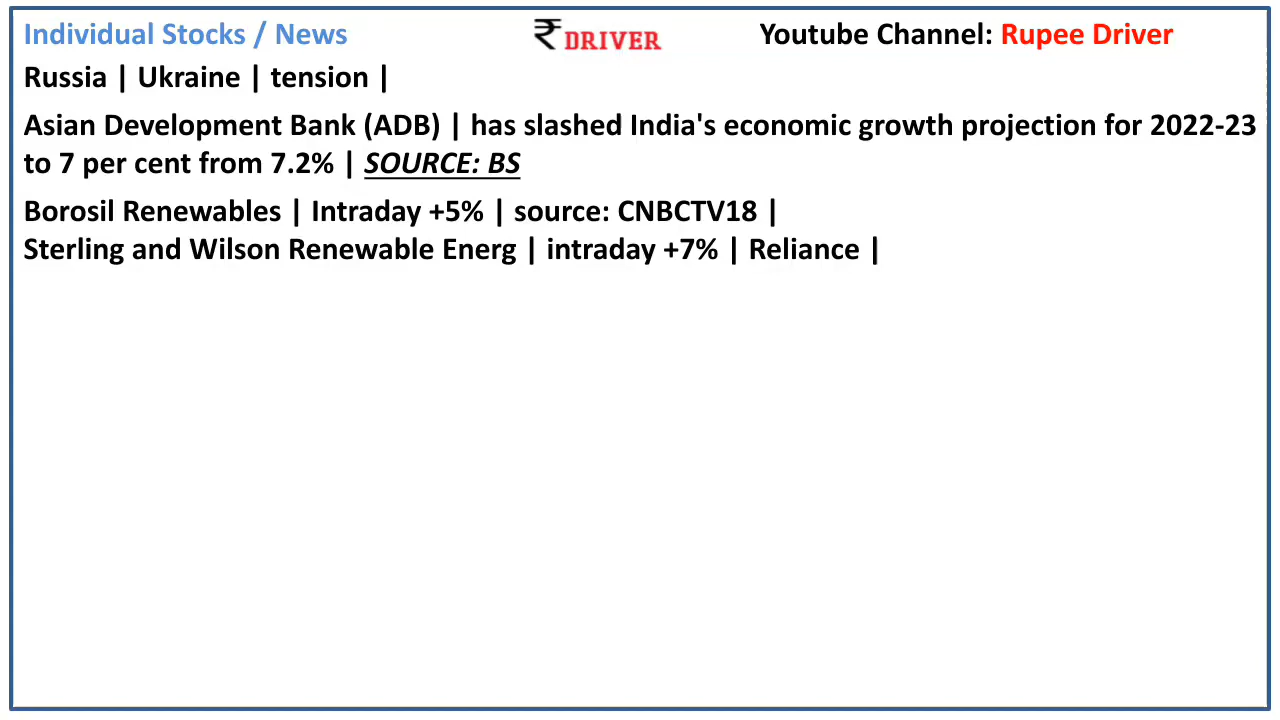 Individual Stocks / News ₹ DRIVER Youtube Channel: Rupee Driver
Russia | Ukraine | tension |
Asian Development Bank (ADB) | has slashed India's economic growth projection for 2022-23
to 7 per cent from 7.2% | SOURCE: BS
Borosil Renewables | Intraday +5% | source: CNBCTV18 |
Sterling and Wilson Renewable Energ | intraday +7% | Reliance |